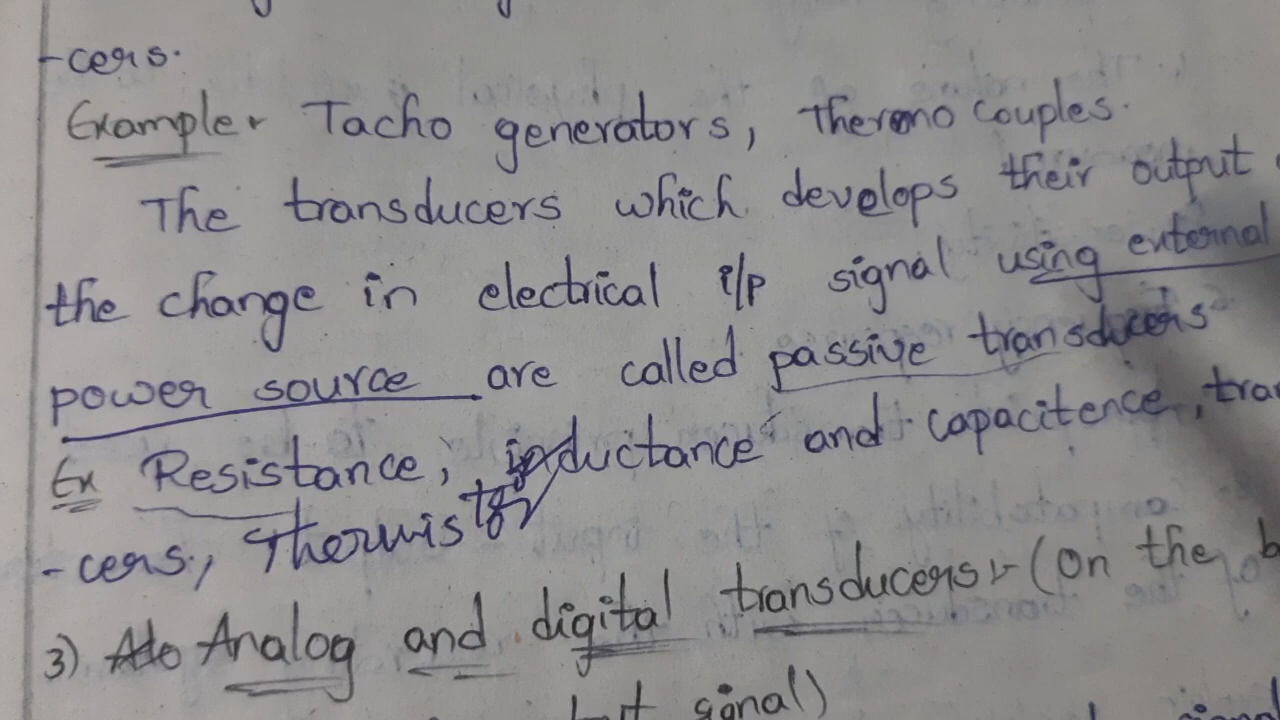 -cers.
Example:- Tacho generators, Thermo Couples.
The transducers which develops their output
the change in electrical i/p signal using external
power source are called passive transducers
Ex Resistance, inductance and capacitence, tra
-cers, Thermistor
3) Analog and digital transducers:- (On the b
signal)